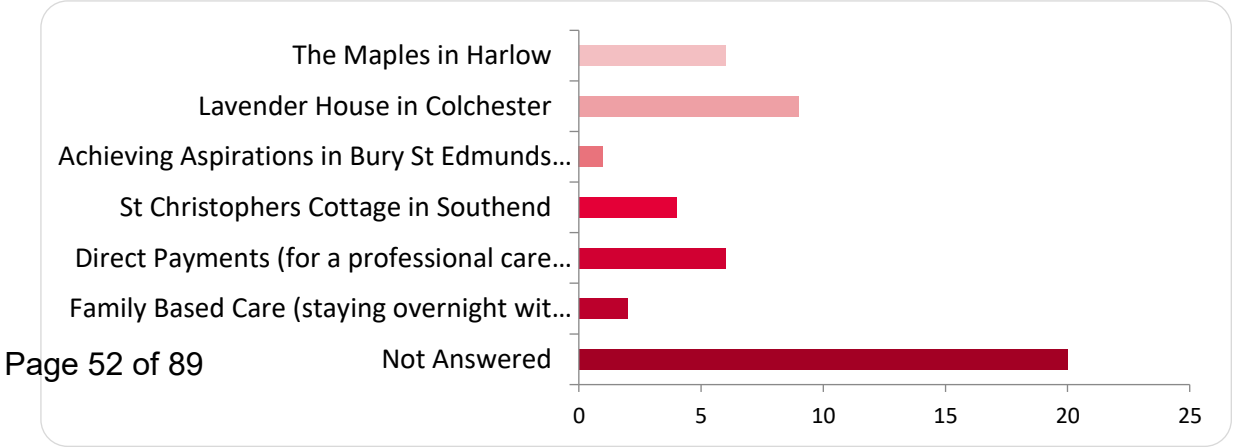 The Maples in Harlow
Lavender House in Colchester
Achieving Aspirations in Bury St Edmunds...
St Christophers Cottage in Southend
Direct Payments (for a professional care...
Family Based Care (staying overnight wit...
Not Answered
Page 52 of 89
0 5 10 15 20 25